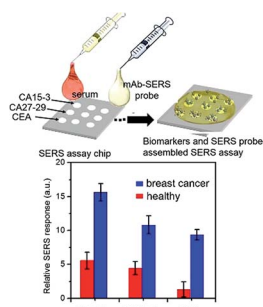 serum
mAb-SERS
probe
CA15-3
CA27-29
CEA
SERS assay chip
Biomarkers and SERS probe
assembled SERS assay
Relative SERS response (a.u.)
20
15
10
5
0
breast cancer
healthy